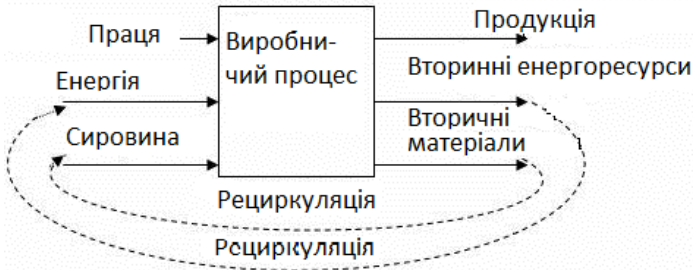 Праця
Виробни-
чий процес
Продукція
Енергія
Вторинні енергоресурси
Сировина
Вторичні
матеріали
Рециркуляція
Рециркуляція